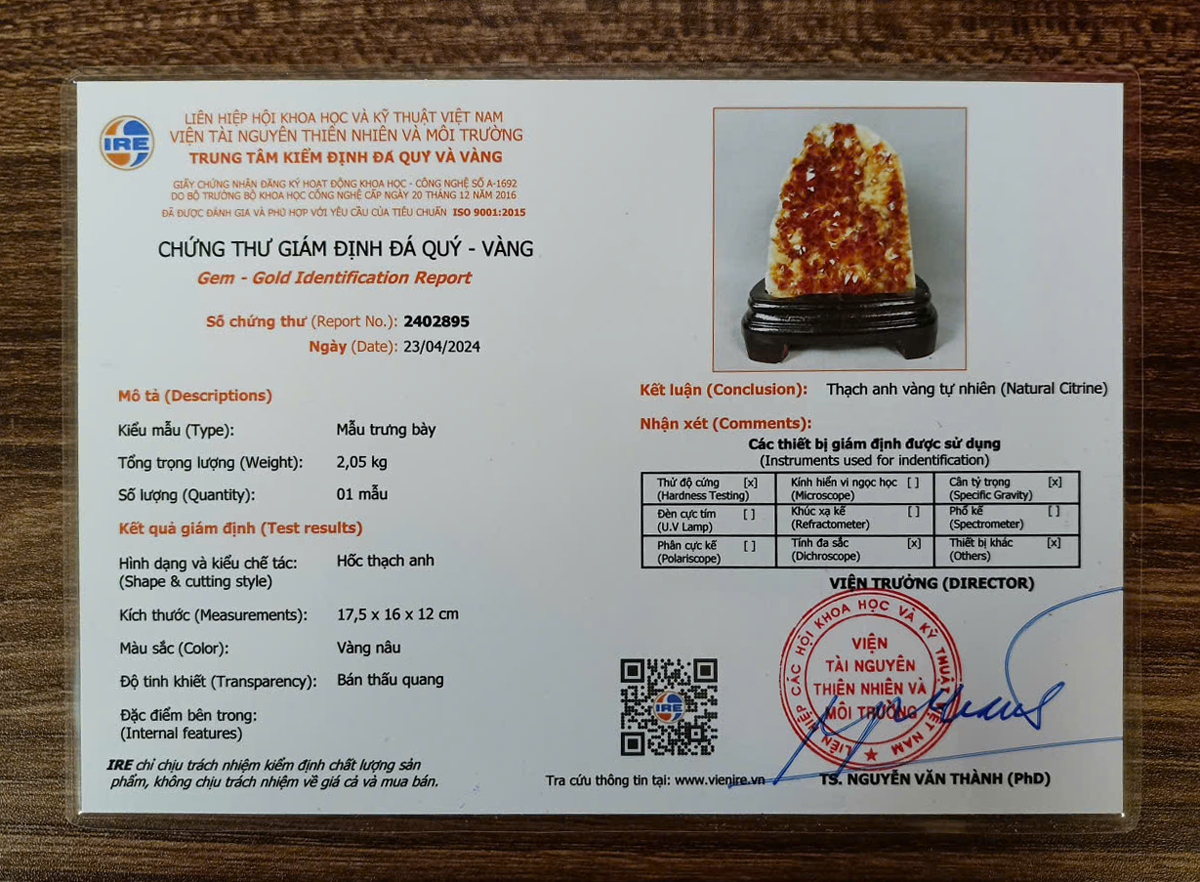 IRE
LIÊN HIỆP HỘI KHOA HỌC VÀ KỸ THUẬT VIỆT NAM
VIỆN TÀI NGUYÊN THIÊN NHIÊN VÀ MÔI TRƯỜNG
TRUNG TÂM KIỂM ĐỊNH ĐÁ QUÝ VÀ VÀNG
GIẤY CHỨNG NHẬN ĐĂNG KÝ HOẠT ĐỘNG KHOA HỌC - CÔNG NGHỆ SỐ A-1692
DO BỘ TRƯỞNG BỘ KHOA HỌC CÔNG NGHỆ CẤP NGÀY 20 THÁNG 12 NĂM 2016
ĐÃ ĐƯỢC ĐÁNH GIÁ VÀ PHÙ HỢP VỚI YÊU CẦU CỦA TIÊU CHUẨN ISO 9001:2015
CHỨNG THƯ GIÁM ĐỊNH ĐÁ QUÝ - VÀNG
Gem - Gold Identification Report
Số chứng thư (Report No.): 2402895
Ngày (Date): 23/04/2024
Mô tả (Descriptions)
Kiểu mẫu (Type): Mẫu trưng bày
Tổng trọng lượng (Weight): 2,05 kg
Số lượng (Quantity): 01 mẫu
Kết quả giám định (Test results)
Hình dạng và kiểu chế tác: Hốc thạch anh
(Shape & cutting style)
Kích thước (Measurements): 17,5 x 16 x 12 cm
Màu sắc (Color): Vàng nâu
Độ tinh khiết (Transparency): Bán thấu quang
Đặc điểm bên trong:
(Internal features)
IRE chỉ chịu trách nhiệm kiểm định chất lượng sản
phẩm, không chịu trách nhiệm về giá cả và mua bán.
Kết luận (Conclusion): Thạch anh vàng tự nhiên (Natural Citrine)
Nhận xét (Comments):
Các thiết bị giám định được sử dụng
(Instruments used for indentification)
Thử độ cứng [x] Kính hiển vi ngọc học [ ] Cân tỷ trọng [x]
(Hardness Testing) (Microscope) (Specific Gravity)
Đèn cực tím [ ] Khúc xạ kế [ ] Phổ kế [ ]
(U.V Lamp) (Refractometer) (Spectrometer)
Phân cực kế [ ] Tính đa sắc [x] Thiết bị khác [x]
(Polariscope) (Dichroscope) (Others)
VIỆN TRƯỞNG (DIRECTOR)
LIÊN HIỆP CÁC HỘI KHOA HỌC VÀ KỸ THUẬT VIỆT NAM
VIỆN
TÀI NGUYÊN
THIÊN NHIÊN VÀ
MÔI TRƯỜNG
IRE
Tra cứu thông tin tại: www.vienire.vn
TS. NGUYỄN VĂN THÀNH (PhD)